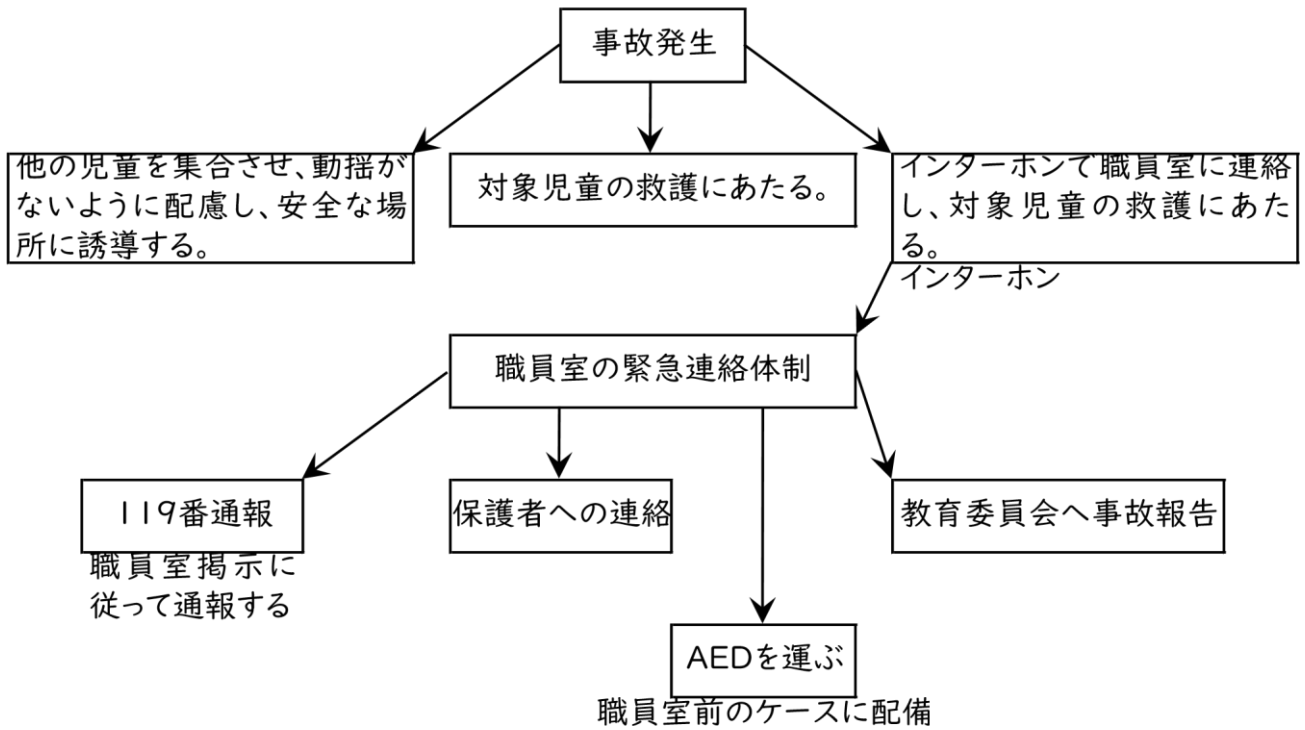 事故発生
他の児童を集合させ、動揺が
ないように配慮し、安全な場
所に誘導する。
対象児童の救護にあたる。
インターホンで職員室に連絡
し、対象児童の救護にあた
る。
インターホン
職員室の緊急連絡体制
119番通報
職員室掲示に
従って通報する
保護者への連絡
教育委員会へ事故報告
AEDを運ぶ
職員室前のケースに配備